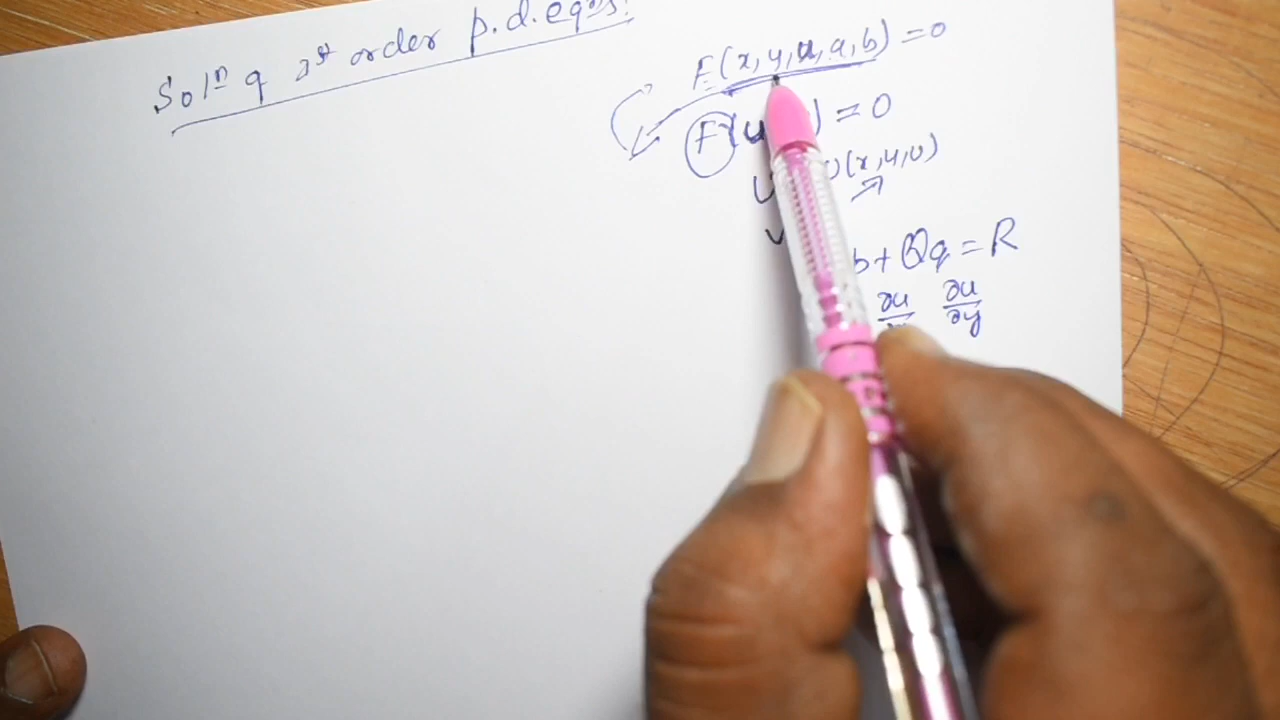 Solⁿ of 1st order p.d.eqⁿs.
F(x, y, u, a, b) = 0
F(u ) = 0
U(x,y,u)
V
p + Qq = R
∂u ∂u/∂y